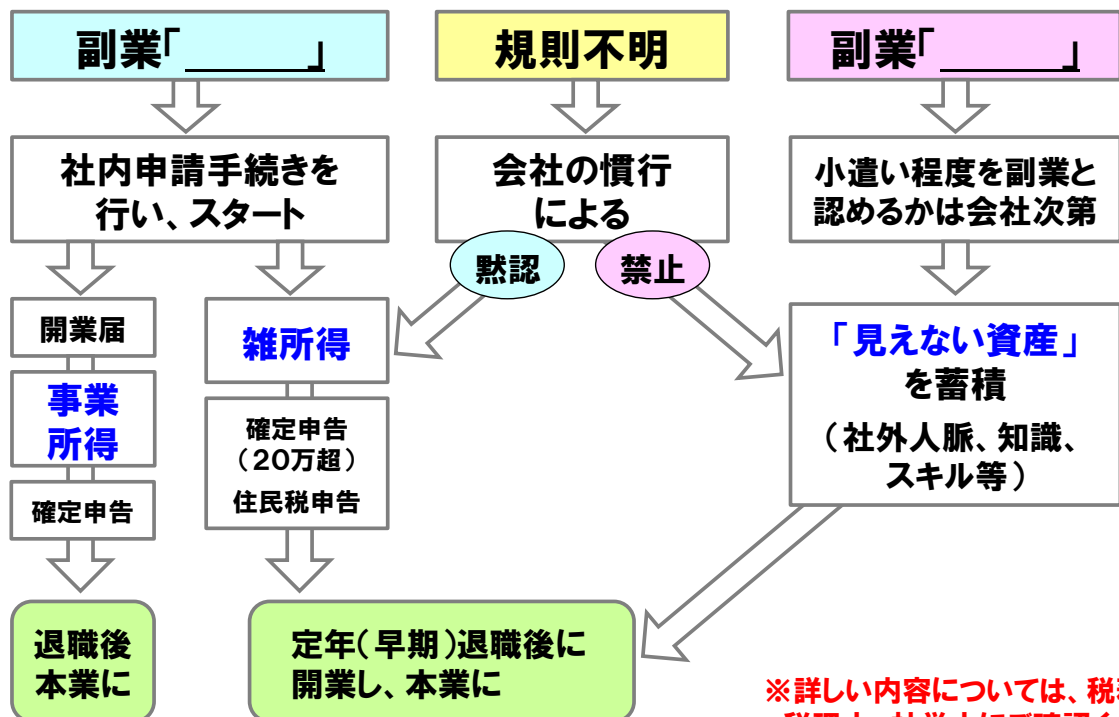 副業「______」
規則不明
副業「______」
社内申請手続きを
行い、スタート
会社の慣行
による
小遣い程度を副業と
認めるかは会社次第
黙認
禁止
開業届
事業
所得
確定申告
雑所得
確定申告
（20万超）
住民税申告
「見えない資産」
を蓄積
（社外人脈、知識、
スキル等）
退職後
本業に
定年（早期）退職後に
開業し、本業に
※詳しい内容については、税